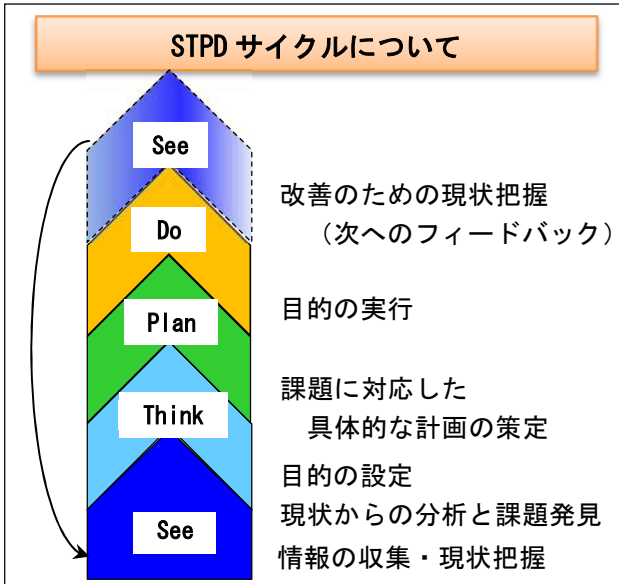 STPD サイクルについて
See
改善のための現状把握
(次へのフィードバック)
Do
目的の実行
Plan
課題に対応した
具体的な計画の策定
Think
目的の設定
現状からの分析と課題発見
See
情報の収集・現状把握